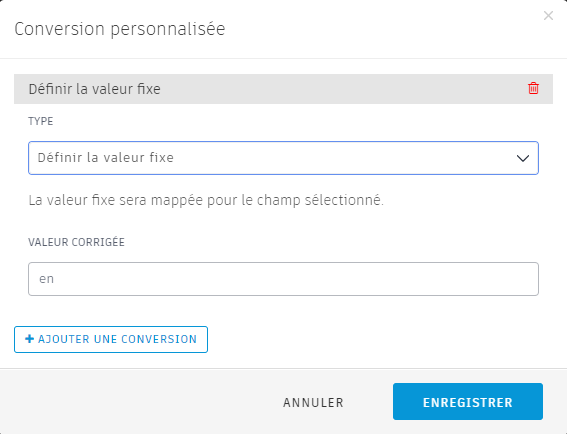 Conversion personnalisée
Définir la valeur fixe
TYPE
Définir la valeur fixe
La valeur fixe sera mappée pour le champ sélectionné.
VALEUR CORRIGÉE
en
+ AJOUTER UNE CONVERSION
ANNULER
ENREGISTRER